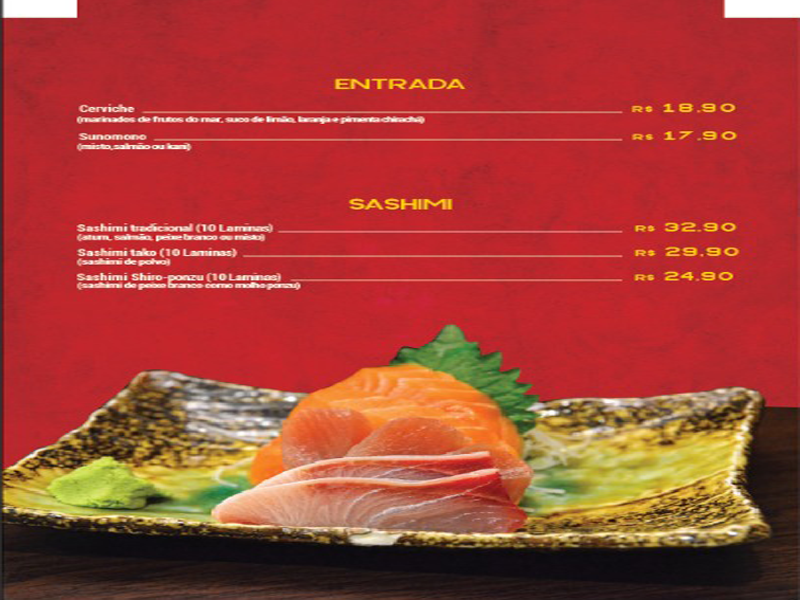 ENTRADA
Cerviche R$ 18.90
(marinados de frutos do mar, suco de limão, laranja e pimenta chirachá)
Sunomono R$ 17.90
(misto,salmão ou kani)
SASHIMI
Sashimi tradicional (10 Laminas) R$ 32.90
(atum, salmão, peixe branco ou misto)
Sashimi tako (10 Laminas) R$ 29.90
(sashimi de polvo)
Sashimi Shiro-ponzu (10 Laminas) R$ 24.90
(sashimi de peixe branco como molho ponzu)